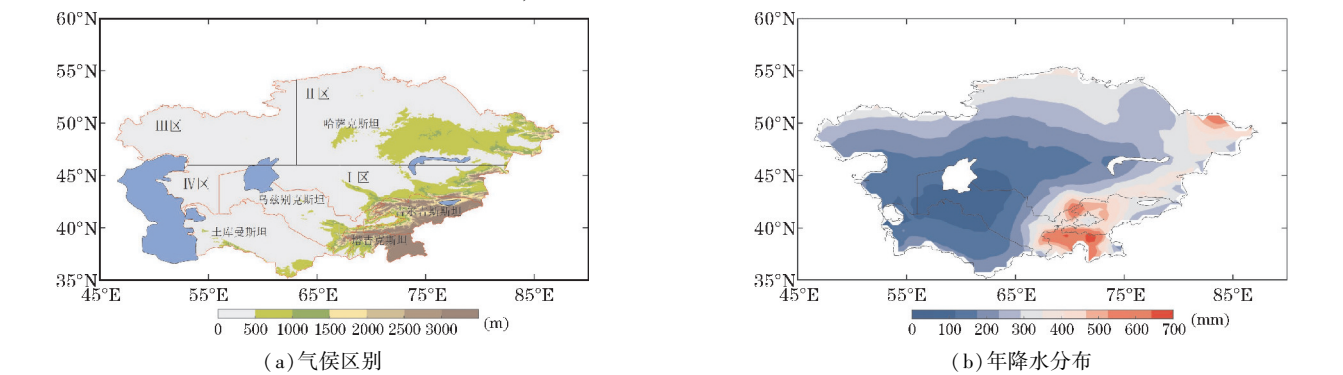 60°N
55°N
50°N
45°N
40°N
35°N
45°E
55°E
65°E
75°E
85°E
II区
III区
哈萨克斯坦
I区
IV区
乌兹别克斯坦
吉尔吉斯斯坦
土库曼斯坦
塔吉克斯坦
0 500 1000 1500 2000 2500 3000 (m)
(a)气侯区别
60°N
55°N
50°N
45°N
40°N
35°N
45°E
55°E
65°E
75°E
85°E
0 100 200 300 400 500 600 700 (mm)
(b)年降水分布